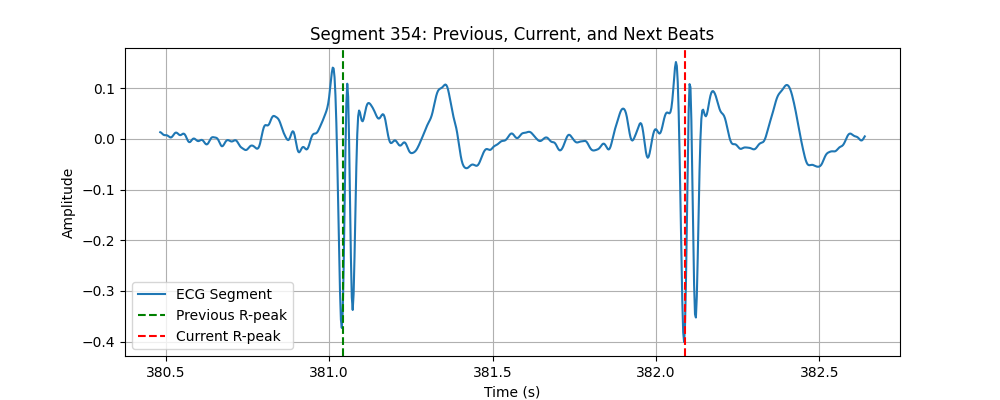 Segment 354: Previous, Current, and Next Beats
Amplitude
0.1
0.0
−0.1
−0.2
−0.3
−0.4
ECG Segment
Previous R-peak
Current R-peak
380.5 381.0 381.5 382.0 382.5
Time (s)